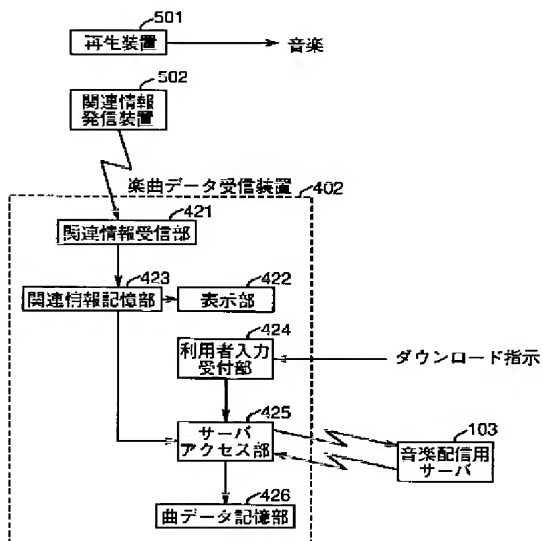 501
再生装置
音楽
502
関連情報
発信装置
楽曲データ受信装置
402
421
関連情報受信部
423
関連情報記憶部
422
表示部
424
利用者入力
受付部
ダウンロード指示
425
サーバ
アクセス部
103
音楽配信用
サーバ
426
曲データ記憶部